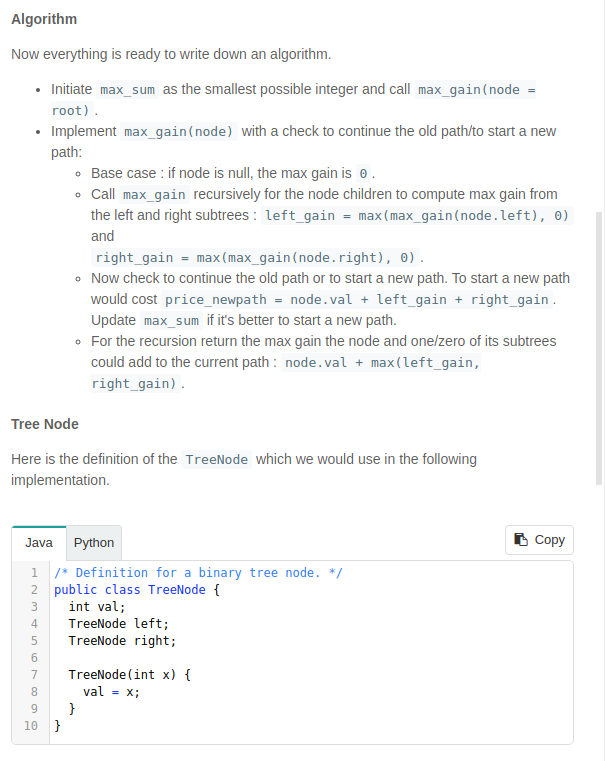 Algorithm
Now everything is ready to write down an algorithm.
• Initiate max_sum as the smallest possible integer and call max_gain(node =
root) .
• Implement max_gain(node) with a check to continue the old path/to start a new
path:
◦ Base case : if node is null, the max gain is 0 .
◦ Call max_gain recursively for the node children to compute max gain from
the left and right subtrees : left_gain = max(max_gain(node.left), 0)
and
right_gain = max(max_gain(node.right), 0) .
◦ Now check to continue the old path or to start a new path. To start a new path
would cost price_newpath = node.val + left_gain + right_gain .
Update max_sum if it's better to start a new path.
◦ For the recursion return the max gain the node and one/zero of its subtrees
could add to the current path : node.val + max(left_gain,
right_gain) .
Tree Node
Here is the definition of the TreeNode which we would use in the following
implementation.
Java Python Copy
1 /* Definition for a binary tree node. */
2 public class TreeNode {
3 int val;
4 TreeNode left;
5 TreeNode right;
6
7 TreeNode(int x) {
8 val = x;
9 }
10 }